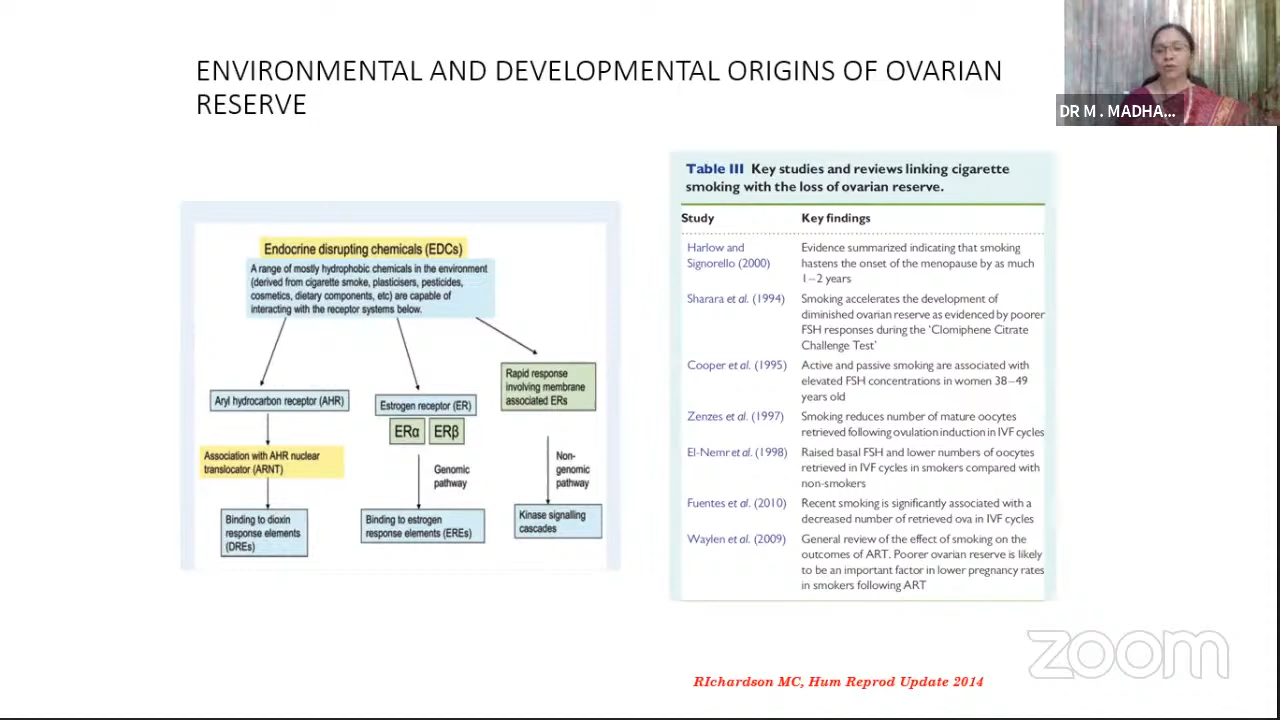 ENVIRONMENTAL AND DEVELOPMENTAL ORIGINS OF OVARIAN
RESERVE
DR M . MADHA...
Endocrine disrupting chemicals (EDCs)
A range of mostly hydrophobic chemicals in the environment
(derived from cigarette smoke, plasticisers, pesticides,
cosmetics, dietary components, etc) are capable of
interacting with the receptor systems below.
Aryl hydrocarbon receptor (AHR)
Association with AHR nuclear
translocator (ARNT)
Binding to dioxin
response elements
(DREs)
Estrogen receptor (ER)
ERα
ERβ
Genomic
pathway
Binding to estrogen
response elements (EREs)
Rapid response
involving membrane
associated ERs
Non-
genomic
pathway
Kinase signalling
cascades
Table III Key studies and reviews linking cigarette
smoking with the loss of ovarian reserve.
Study Key findings
Harlow and Evidence summarized indicating that smoking
Signorello (2000) hastens the onset of the menopause by as much
1–2 years
Sharara et al. (1994) Smoking accelerates the development of
diminished ovarian reserve as evidenced by poorer
FSH responses during the 'Clomiphene Citrate
Challenge Test'
Cooper et al. (1995) Active and passive smoking are associated with
elevated FSH concentrations in women 38–49
years old
Zenzes et al. (1997) Smoking reduces number of mature oocytes
retrieved following ovulation induction in IVF cycles
El-Nemr et al. (1998) Raised basal FSH and lower numbers of oocytes
retrieved in IVF cycles in smokers compared with
non-smokers
Fuentes et al. (2010) Recent smoking is significantly associated with a
decreased number of retrieved ova in IVF cycles
Waylen et al. (2009) General review of the effect of smoking on the
outcomes of ART. Poorer ovarian reserve is likely
to be an important factor in lower pregnancy rates
in smokers following ART
zoom
RIchardson MC, Hum Reprod Update 2014